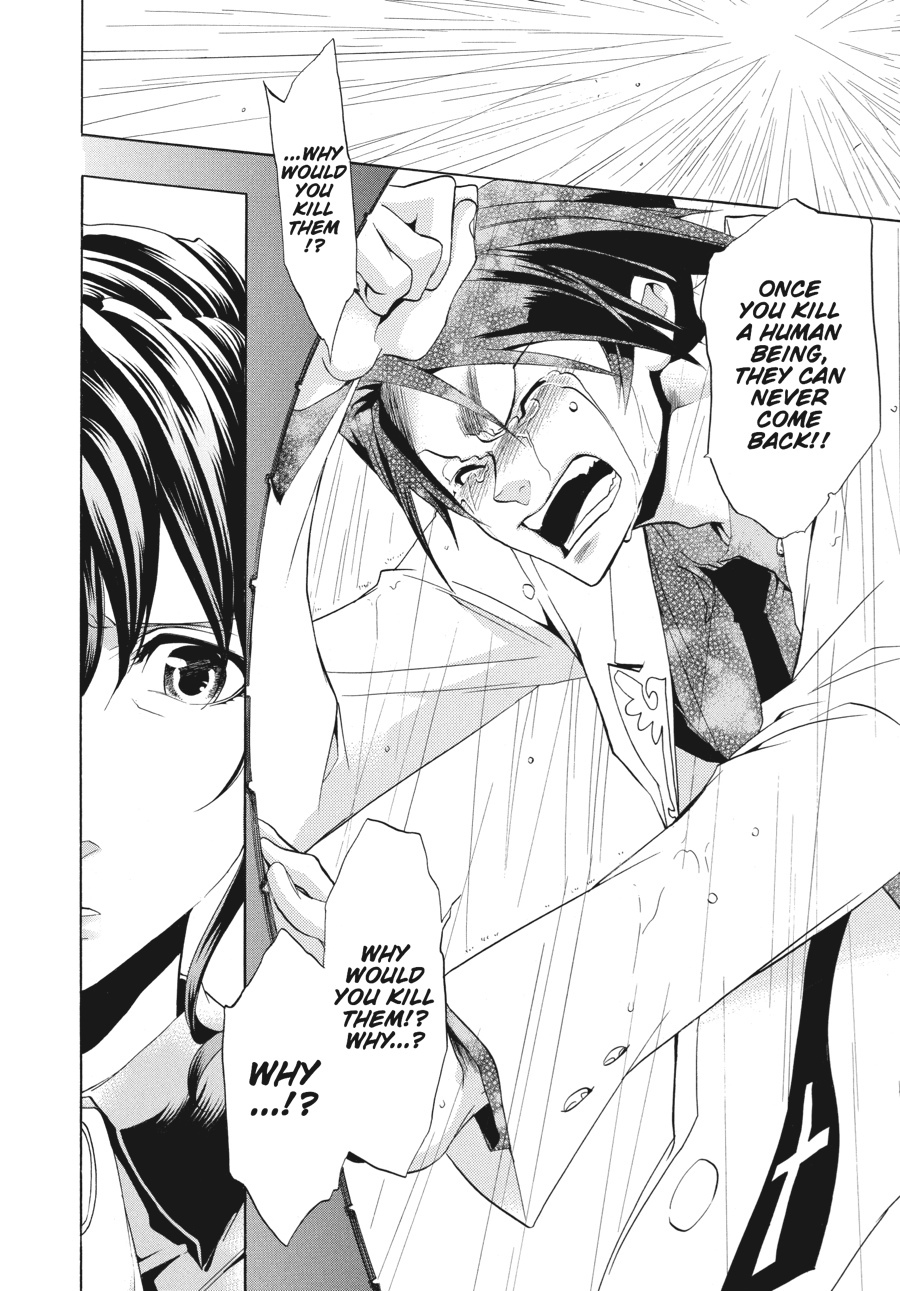 ONCE
YOU KILL
A HUMAN
BEING,
THEY CAN
NEVER
COME
BACK!!
...WHY
WOULD
YOU
KILL
THEM
!?
WHY
WOULD
YOU KILL
THEM!?
WHY...?
WHY
...!?